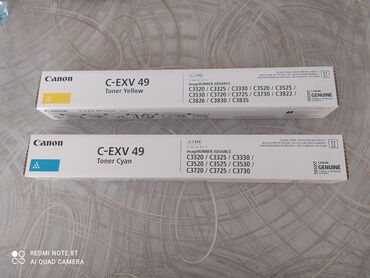 Canon
C-EXV 49
Toner Yellow
imageRUNNER ADVANCE
C3320 / C3325 / C3330 / C3520 / C3525 /
C3530 / C3720 / C3725 / C3730 / C3822 /
C3826 / C3830 / C3835
CANON
GENUINE
Canon
C-EXV 49
Toner Cyan
imageRUNNER ADVANCE
C3320 / C3325 / C3330 /
C3520 / C3525 / C3530 /
C3720 / C3725 / C3730
CANON
GENUINE
REDMI NOTE 8T
AI QUAD CAMERA